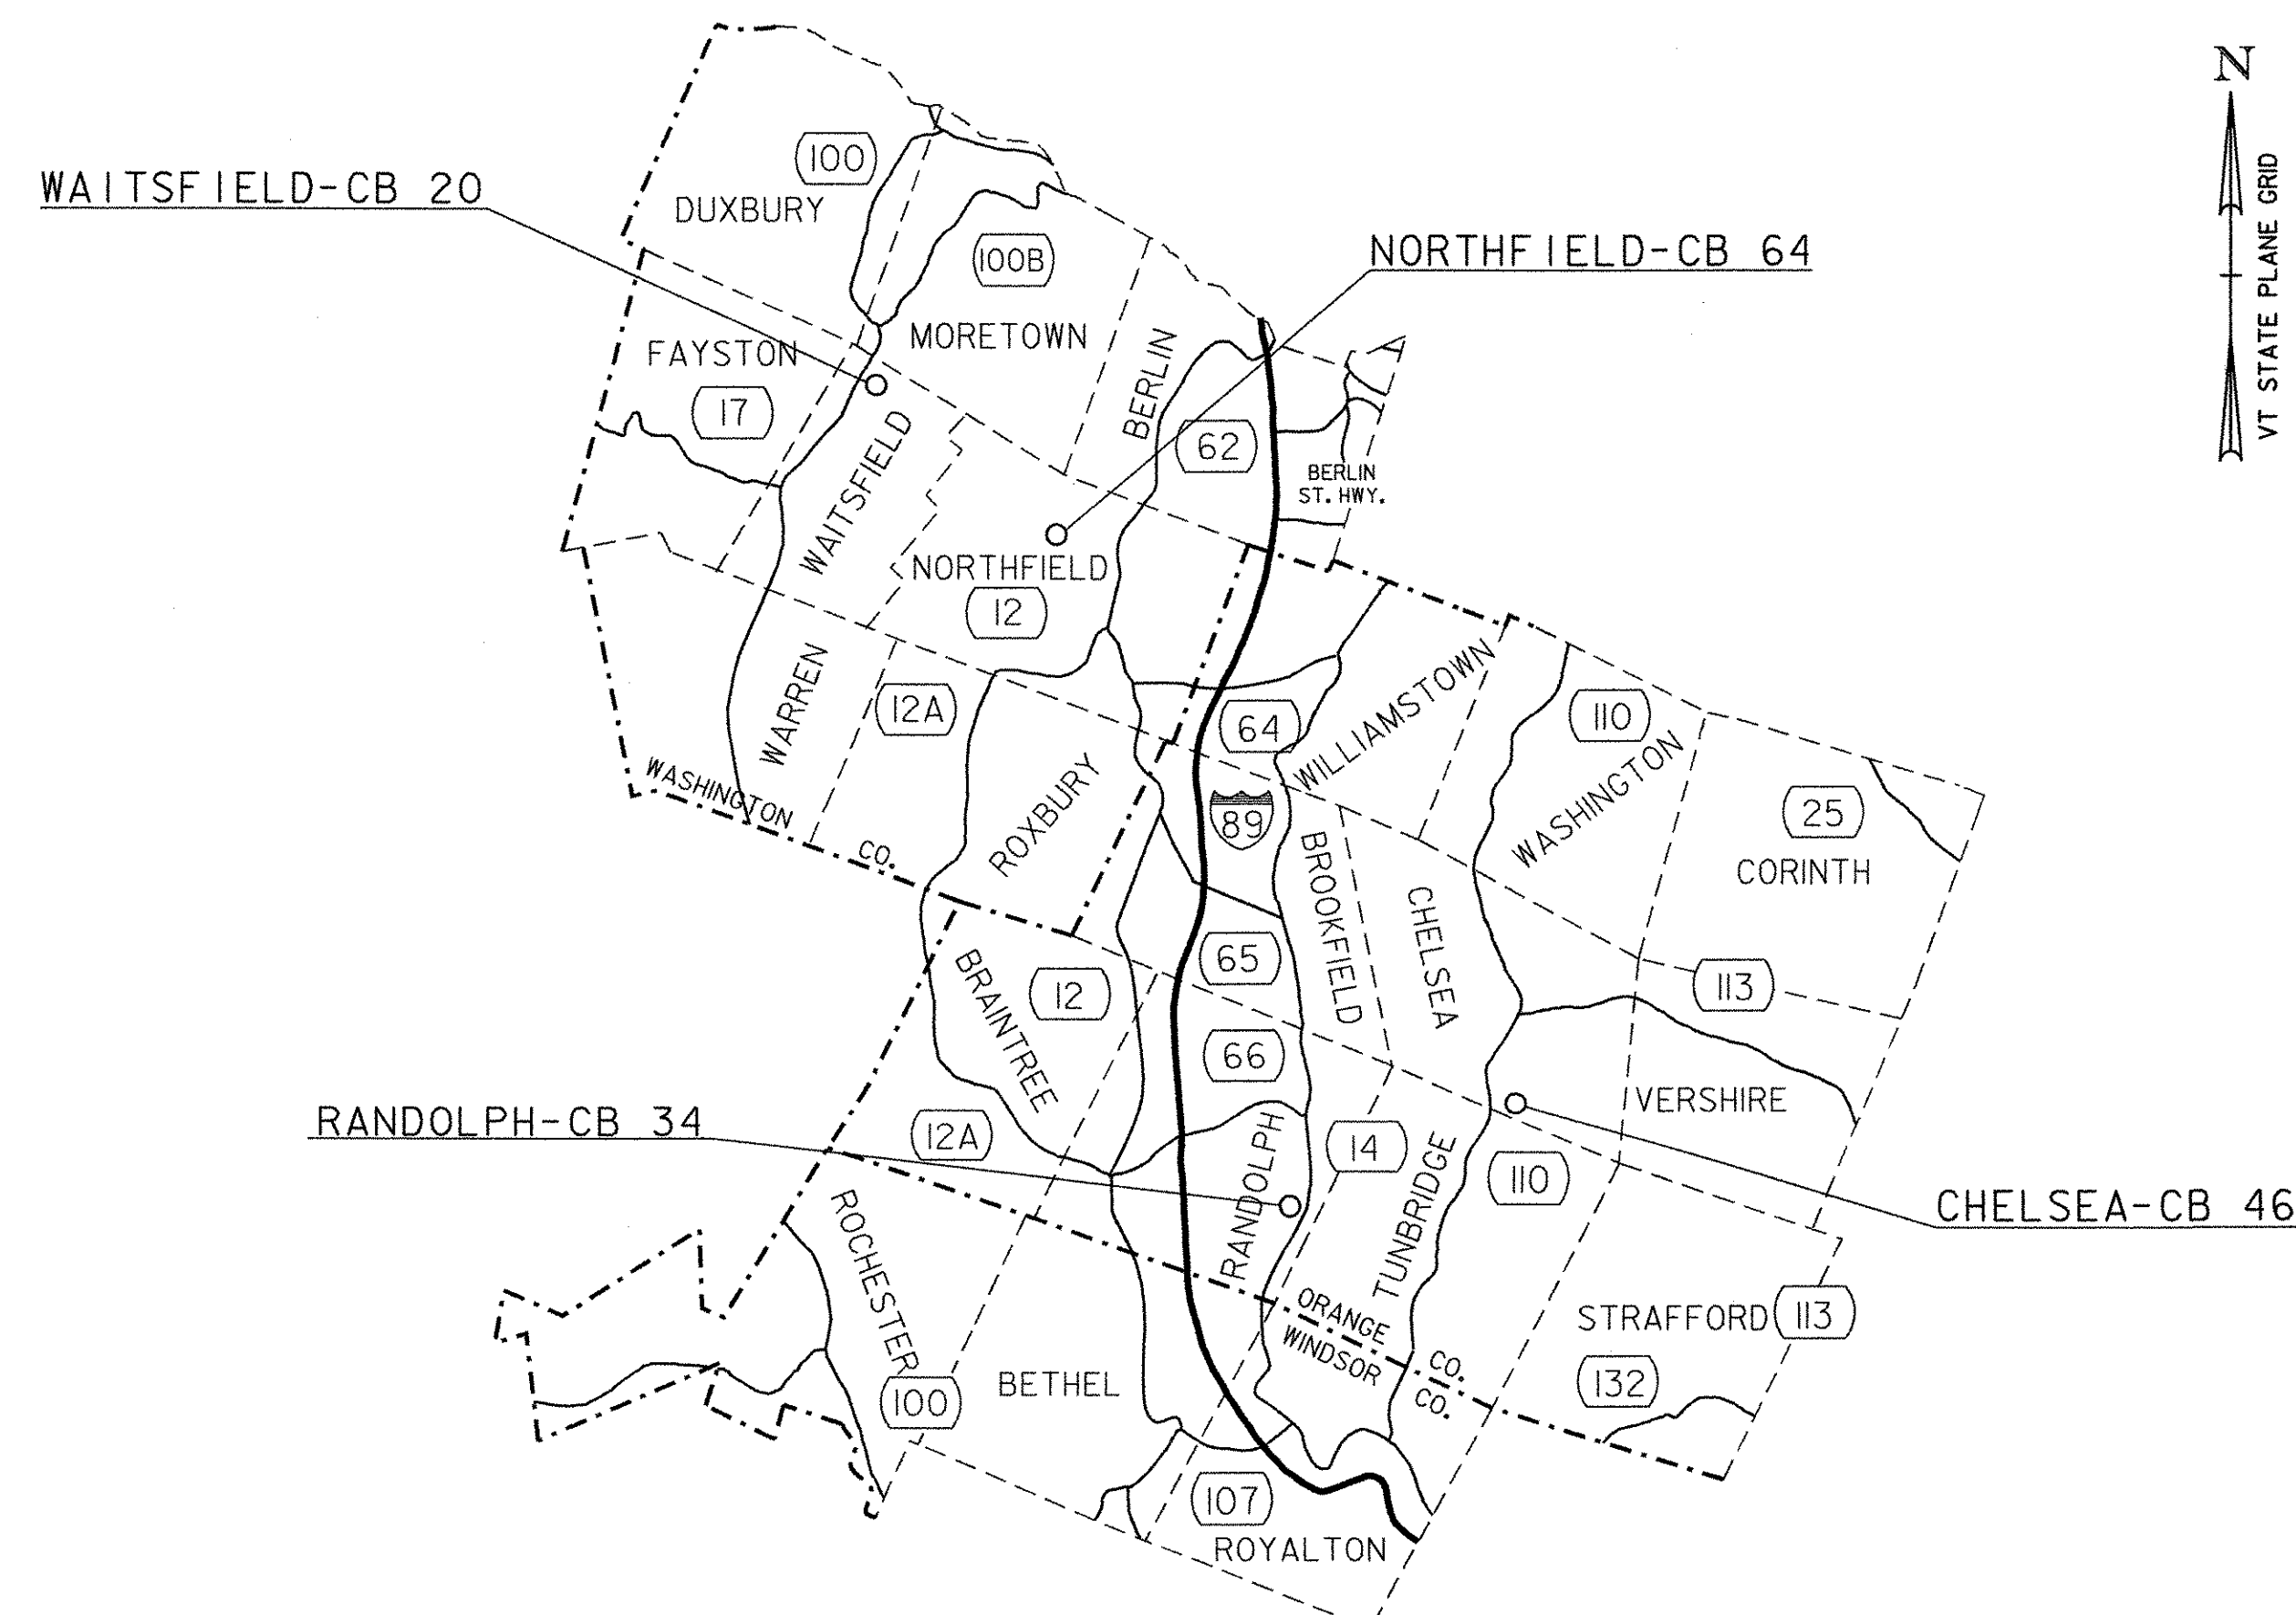 N
VT STATE PLANE GRID
WAITSFIELD-CB 20
100
DUXBURY
NORTHFIELD-CB 64
100B
MORETOWN
FAYSTON
17
BERLIN
62
BERLIN
ST. HWY.
WAITSFIELD
NORTHFIELD
12
WARREN
12A
WASHINGTON
CO.
ROXBURY
64
WILLIAMSTOWN
110
WASHINGTON
89
25
CORINTH
BROOKFIELD
CHELSEA
65
113
BRAINTREE
12
66
VERSHIRE
RANDOLPH-CB 34
12A
RANDOLPH
14
TUNBRIDGE
110
CHELSEA-CB 46
ROCHESTER
ORANGE
CO.
WINDSOR
CO.
STRAFFORD
113
132
BETHEL
100
107
ROYALTON